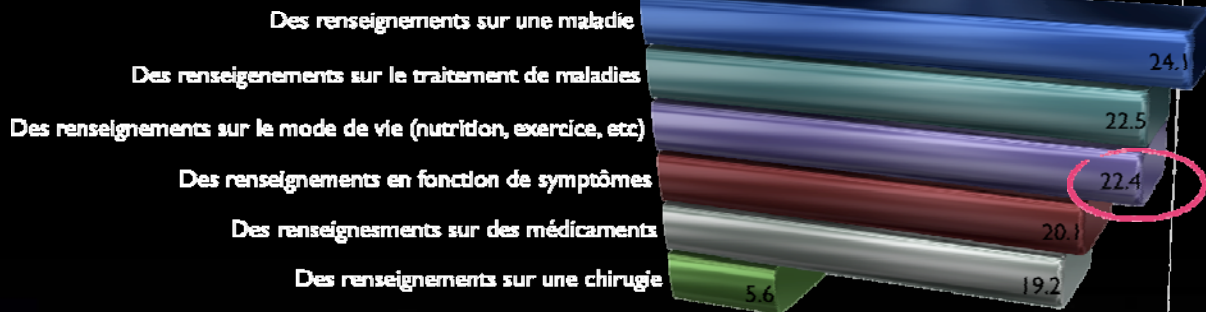 Des renseignements sur une maladie
24.1
Des renseigenements sur le traitement de maladies
22.5
Des renseignements sur le mode de vie (nutrition, exercice, etc)
22.4
Des renseignements en fonction de symptômes
20.1
Des renseignesments sur des médicaments
19.2
Des renseignements sur une chirugie
5.6